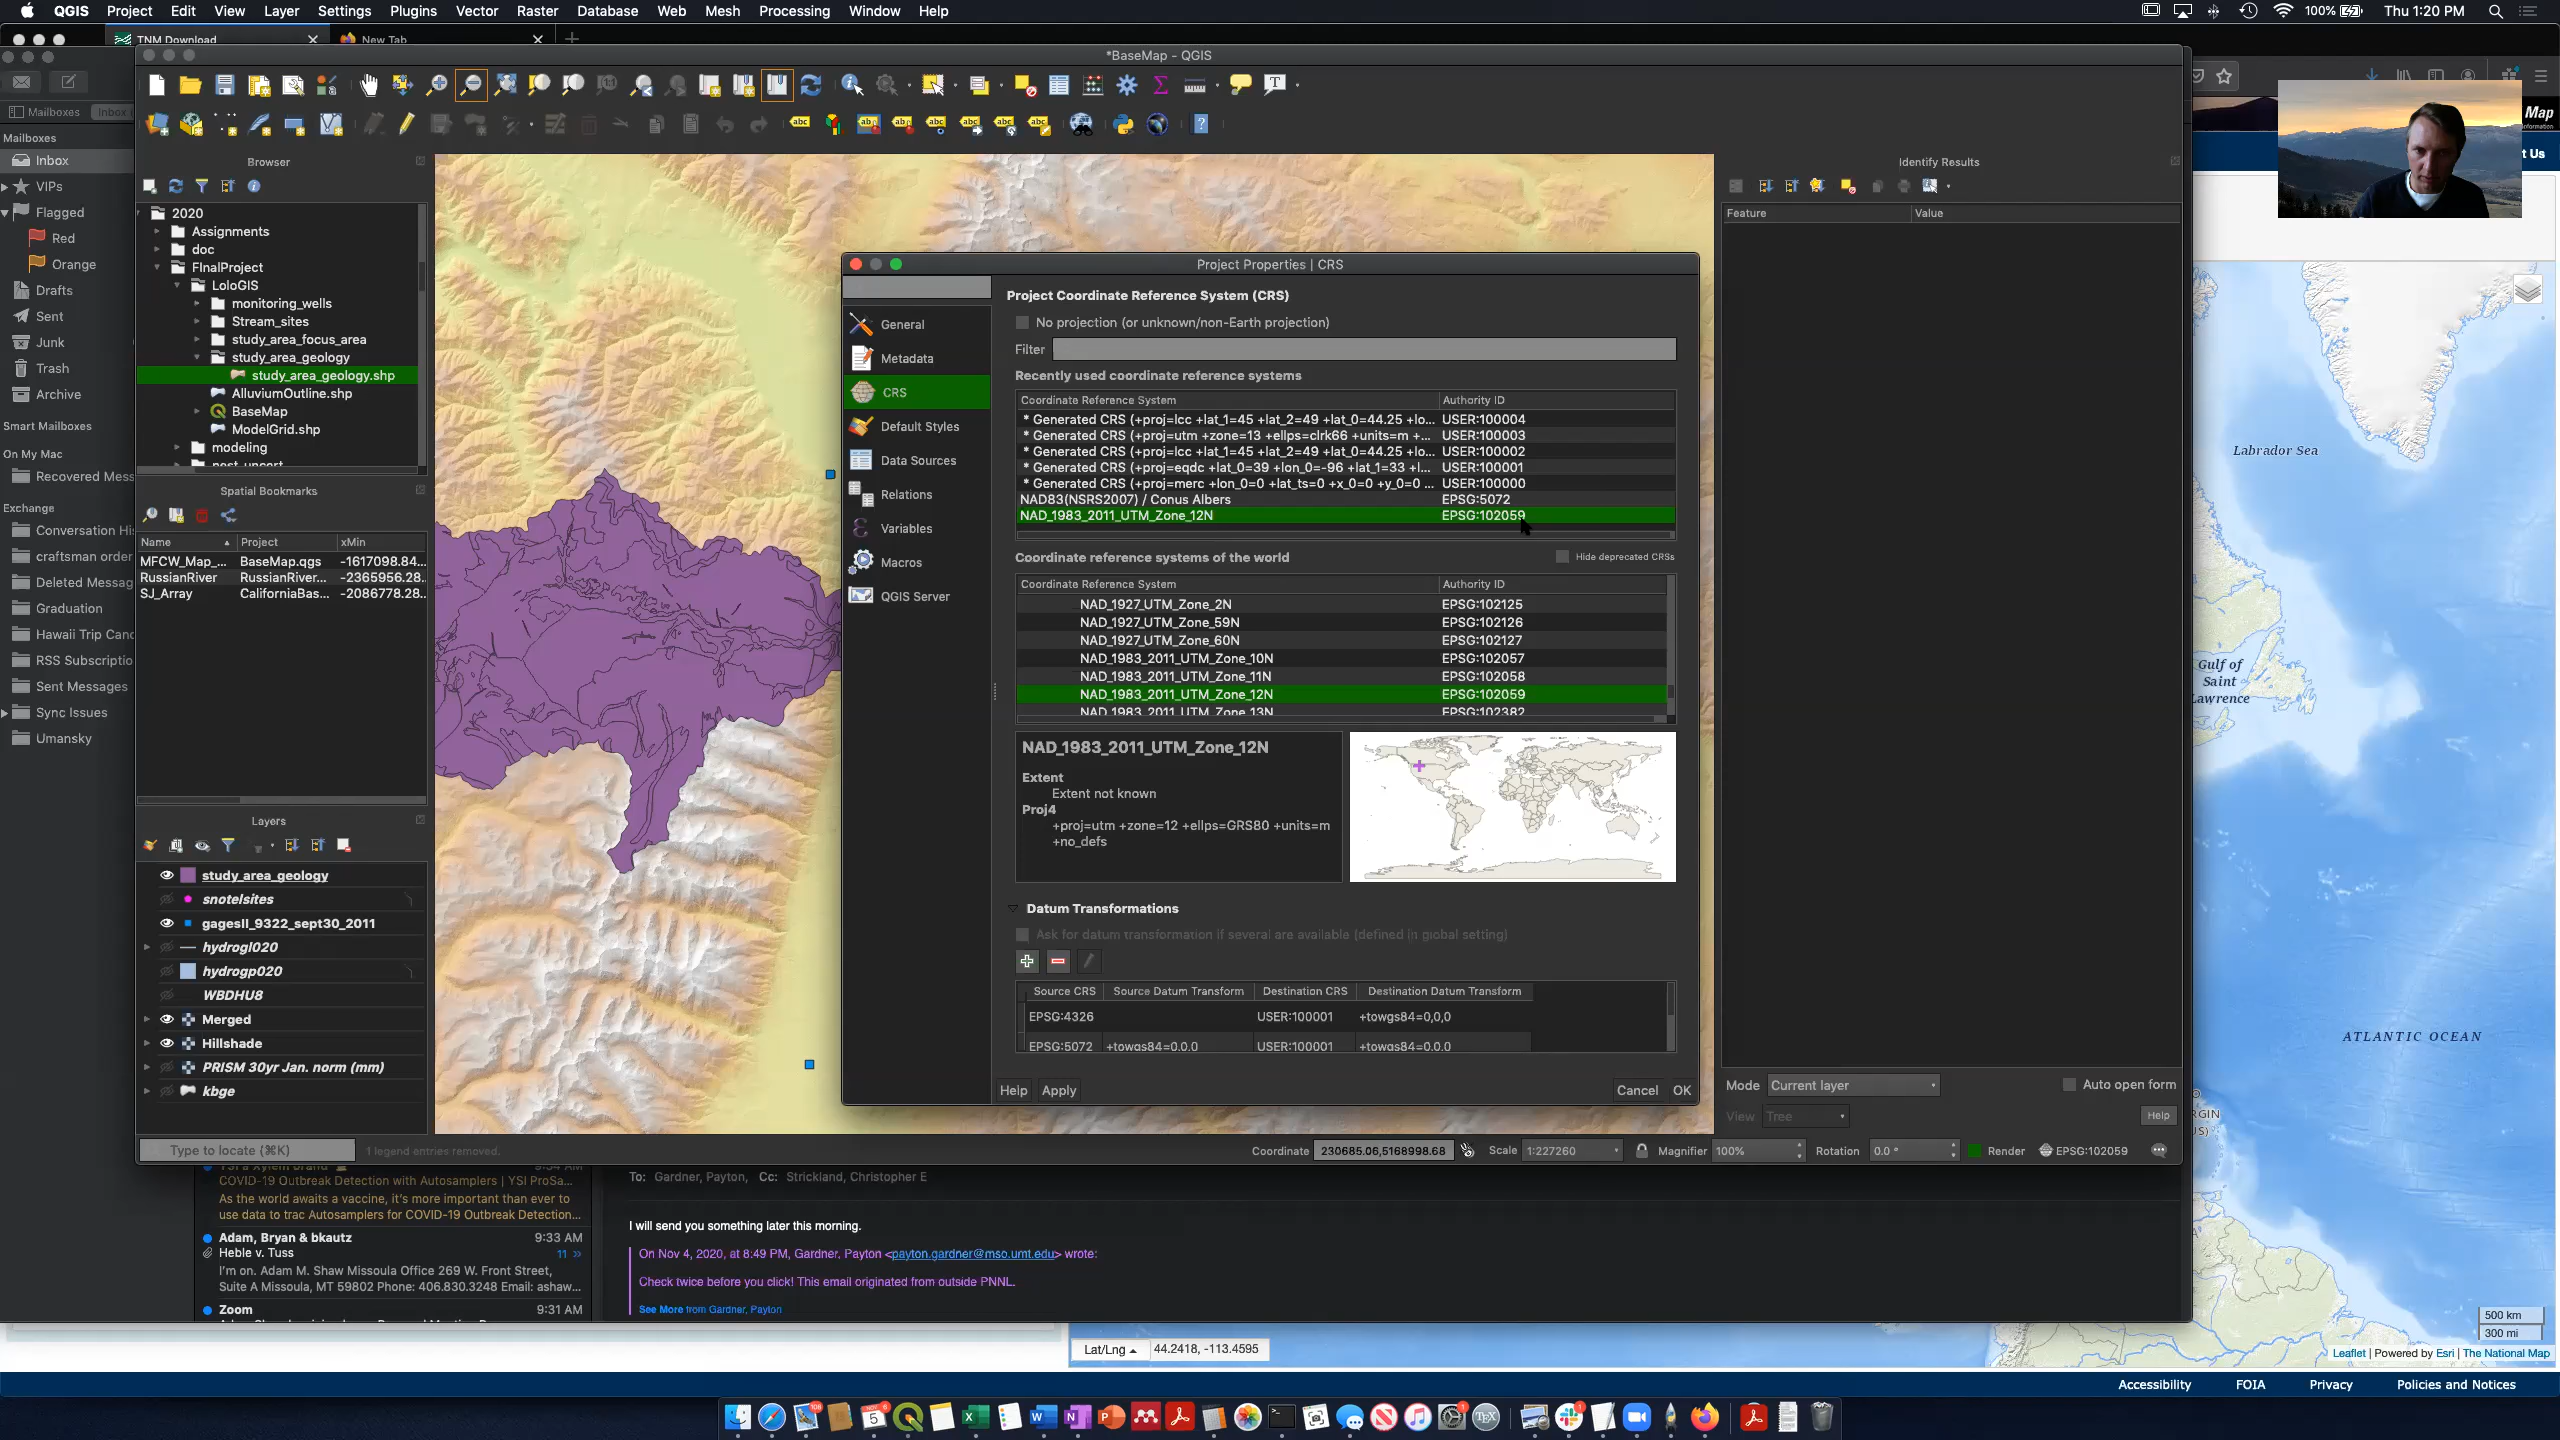 QGIS Project Edit View Layer Settings Plugins Vector Raster Database Web Mesh Processing Window Help
100% Thu 1:20 PM
TNM Download
New Tab
*BaseMap - QGIS
Mailboxes
Mailboxes
Inbox
VIPs
Flagged
Red
Orange
Drafts
Sent
Junk
Trash
Archive
Smart Mailboxes
On My Mac
Recovered Mess
Exchange
Conversation His
craftsman order
Deleted Messag
Graduation
Hawaii Trip Canc
RSS Subscriptio
Sent Messages
Sync Issues
Umansky
Browser
2020
Assignments
doc
FInalProject
LoloGIS
monitoring_wells
Stream_sites
study_area_focus_area
study_area_geology
study_area_geology.shp
AlluviumOutline.shp
BaseMap
ModelGrid.shp
modeling
Spatial Bookmarks
Name Project xMin
MFCW_Map_... BaseMap.qgs -1617098.84...
RussianRiver RussianRiver... -2365956.28...
SJ_Array CaliforniaBas... -2086778.28...
Layers
study_area_geology
snotelsites
gagesII_9322_sept30_2011
hydrogl020
hydrogp020
WBDHU8
Merged
Hillshade
PRISM 30yr Jan. norm (mm)
kbge
Type to locate (⌘K) 1 legend entries removed.
Project Properties | CRS
General
Metadata
CRS
Default Styles
Data Sources
Relations
Variables
Macros
QGIS Server
Project Coordinate Reference System (CRS)
No projection (or unknown/non-Earth projection)
Filter
Recently used coordinate reference systems
Coordinate Reference System Authority ID
* Generated CRS (+proj=lcc +lat_1=45 +lat_2=49 +lat_0=44.25 +lo... USER:100004
* Generated CRS (+proj=utm +zone=13 +ellps=clrk66 +units=m +... USER:100003
* Generated CRS (+proj=lcc +lat_1=45 +lat_2=49 +lat_0=44.25 +lo... USER:100002
* Generated CRS (+proj=eqdc +lat_0=39 +lon_0=-96 +lat_1=33 +l... USER:100001
* Generated CRS (+proj=merc +lon_0=0 +lat_ts=0 +x_0=0 +y_0=0 ... USER:100000
NAD83(NSRS2007) / Conus Albers EPSG:5072
NAD_1983_2011_UTM_Zone_12N EPSG:102059
Coordinate reference systems of the world Hide deprecated CRSs
Coordinate Reference System Authority ID
NAD_1927_UTM_Zone_2N EPSG:102125
NAD_1927_UTM_Zone_59N EPSG:102126
NAD_1927_UTM_Zone_60N EPSG:102127
NAD_1983_2011_UTM_Zone_10N EPSG:102057
NAD_1983_2011_UTM_Zone_11N EPSG:102058
NAD_1983_2011_UTM_Zone_12N EPSG:102059
NAD_1983_2011_UTM_Zone_13N EPSG:102382
NAD_1983_2011_UTM_Zone_12N
Extent
Extent not known
Proj4
+proj=utm +zone=12 +ellps=GRS80 +units=m
+no_defs
Datum Transformations
Ask for datum transformation if several are available (defined in global setting)
Source CRS Source Datum Transform Destination CRS Destination Datum Transform
EPSG:4326 USER:100001 +towgs84=0,0,0
EPSG:5072 +towgs84=0,0,0 USER:100001 +towgs84=0,0,0
Help Apply Cancel OK
Identify Results
Feature Value
Mode Current layer Auto open form
View Tree Help
Coordinate 230685.06,5168998.68 Scale 1:227260 Magnifier 100% Rotation 0.0 ° Render EPSG:102059
9:34 AM
COVID-19 Outbreak Detection with Autosamplers | YSI ProSa...
As the world awaits a vaccine, it's more important than ever to
use data to trac Autosamplers for COVID-19 Outbreak Detection...
Adam, Bryan & bkautz 9:33 AM
Heble v. Tuss 11 »
I'm on. Adam M. Shaw Missoula Office 269 W. Front Street,
Suite A Missoula, MT 59802 Phone: 406.830.3248 Email: ashaw...
Zoom 9:31 AM
To: Gardner, Payton, Cc: Strickland, Christopher E
I will send you something later this morning.
On Nov 4, 2020, at 8:49 PM, Gardner, Payton <payton.gardner@mso.umt.edu> wrote:
Check twice before you click! This email originated from outside PNNL.
See More from Gardner, Payton
Map
t Us
Labrador Sea
Gulf of
Saint
Lawrence
ATLANTIC OCEAN
500 km
300 mi
Lat/Lng 44.2418, -113.4595
Leaflet | Powered by Esri | The National Map
Accessibility FOIA Privacy Policies and Notices